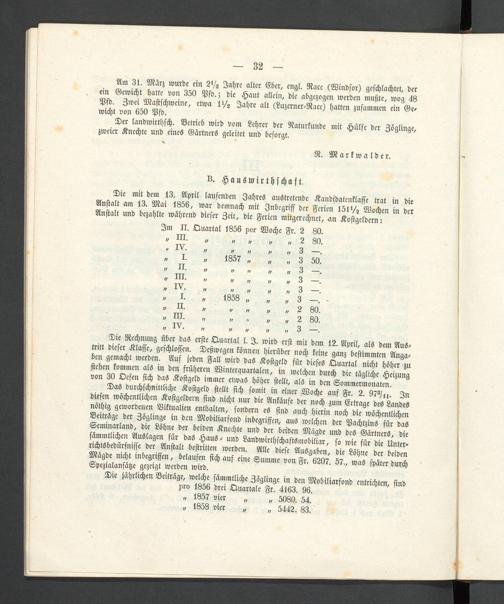 — 32 —
Am 31. März wurde ein 2 1/2 Jahre alter Eber, engl. Race (Windsor) geschlachtet, der
ein Gewicht hatte von 350 Pfd.; die Haut allein, die abgezogen werden mußte, wog 48
Pfd. Zwei Mastschweine, etwa 1 1/2 Jahre alt (Luzerner-Race) hatten zusammen ein Ge-
wicht von 650 Pfd.
Der landwirthsch. Betrieb wird vom Lehrer der Naturkunde mit Hülfe der Zöglinge,
zweier Knechte und eines Gärtners geleitet und besorgt.
R. Markwalder.
B. Hauswirthschaft.
Die mit dem 13. April laufenden Jahres austretende Kandidatenklasse trat in die
Anstalt am 13. Mai 1856, war demnach mit Inbegriff der Ferien 151 1/2 Wochen in der
Anstalt und bezahlte während dieser Zeit, die Ferien mitgerechnet, an Kostgeldern:
Im II. Quartal 1856 per Woche Fr. 2 80.
„ III. „ „ „ „ „ 2 80.
„ IV. „ „ „ „ „ 3 —.
„ I. „ 1857 „ „ „ 3 50.
„ II. „ „ „ „ „ 3 —.
„ III. „ „ „ „ „ 3 —.
„ IV. „ „ „ „ „ 3 —.
„ I. „ 1858 „ „ „ 3 —.
„ II. „ „ „ „ „ 2 80.
„ III. „ „ „ „ „ 2 80.
„ IV. „ „ „ „ „ 3 —.
Die Rechnung über das erste Quartal l. J. wird erst mit dem 12. April, als dem Aus-
tritt dieser Klasse, geschlossen. Deßwegen können hierüber noch keine ganz bestimmten Anga-
ben gemacht werden. Auf jeden Fall wird das Kostgeld für dieses Quartal nicht höher zu
stehen kommen als in den früheren Winterquartalen, in welchen durch die tägliche Heizung
von 30 Oefen sich das Kostgeld immer etwas höher stellt, als in den Sommermonaten.
Das durchschnittliche Kostgeld stellt sich somit in einer Woche auf Fr. 2. 97 3/11. In
diesen wöchentlichen Kostgeldern sind nicht nur die Ankäufe der noch zum Ertrage des Landes
nöthig gewordenen Viktualien enthalten, sondern es sind auch hierin noch die wöchentlichen
Beiträge der Zöglinge in den Mobiliarfond inbegriffen, aus welchen der Pachtzins für das
Seminarland, die Löhne der beiden Knechte und der beiden Mägde und des Gärtners, die
sämmtlichen Auslagen für das Haus- und Landwirthschaftsmobiliar, so wie für die Unter-
richtsbedürfnisse der Anstalt bestritten werden. Alle diese Ausgaben, die Löhne der beiden
Mägde nicht inbegriffen, belaufen sich auf eine Summe von Fr. 6207. 57., was später durch
Spezialansätze gezeigt werden wird.
Die jährlichen Beiträge, welche sämmtliche Zöglinge in den Mobiliarfond entrichten, sind
pro 1856 drei Quartale Fr. 4163. 96.
„ 1857 vier „ „ 5080. 54.
„ 1858 vier „ „ 5442. 83.